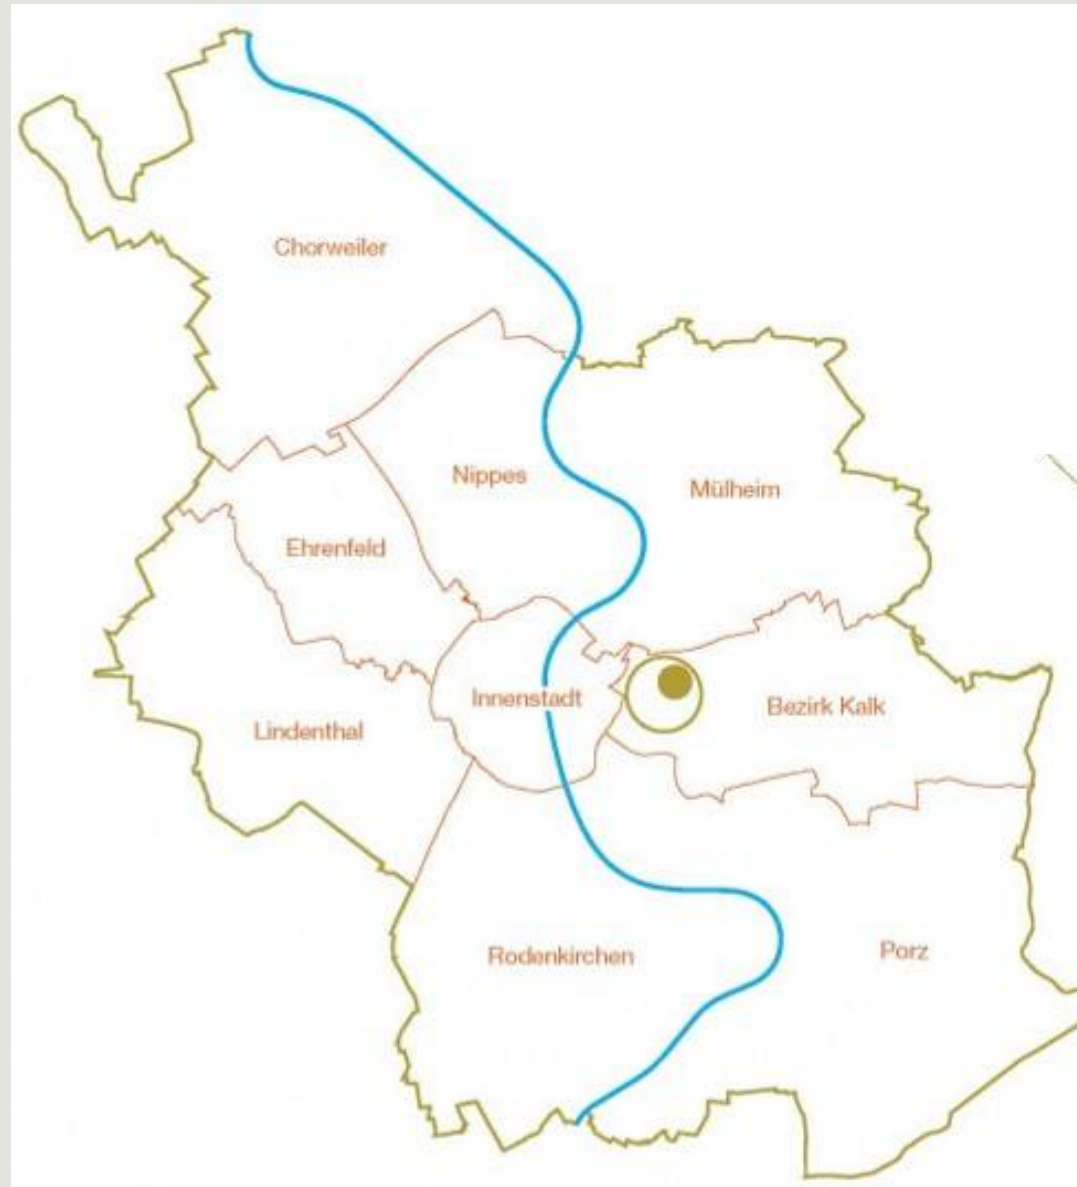 Chorweiler
Nippes
Mülheim
Ehrenfeld
Innenstadt
Bezirk Kalk
Lindenthal
Rodenkirchen
Porz